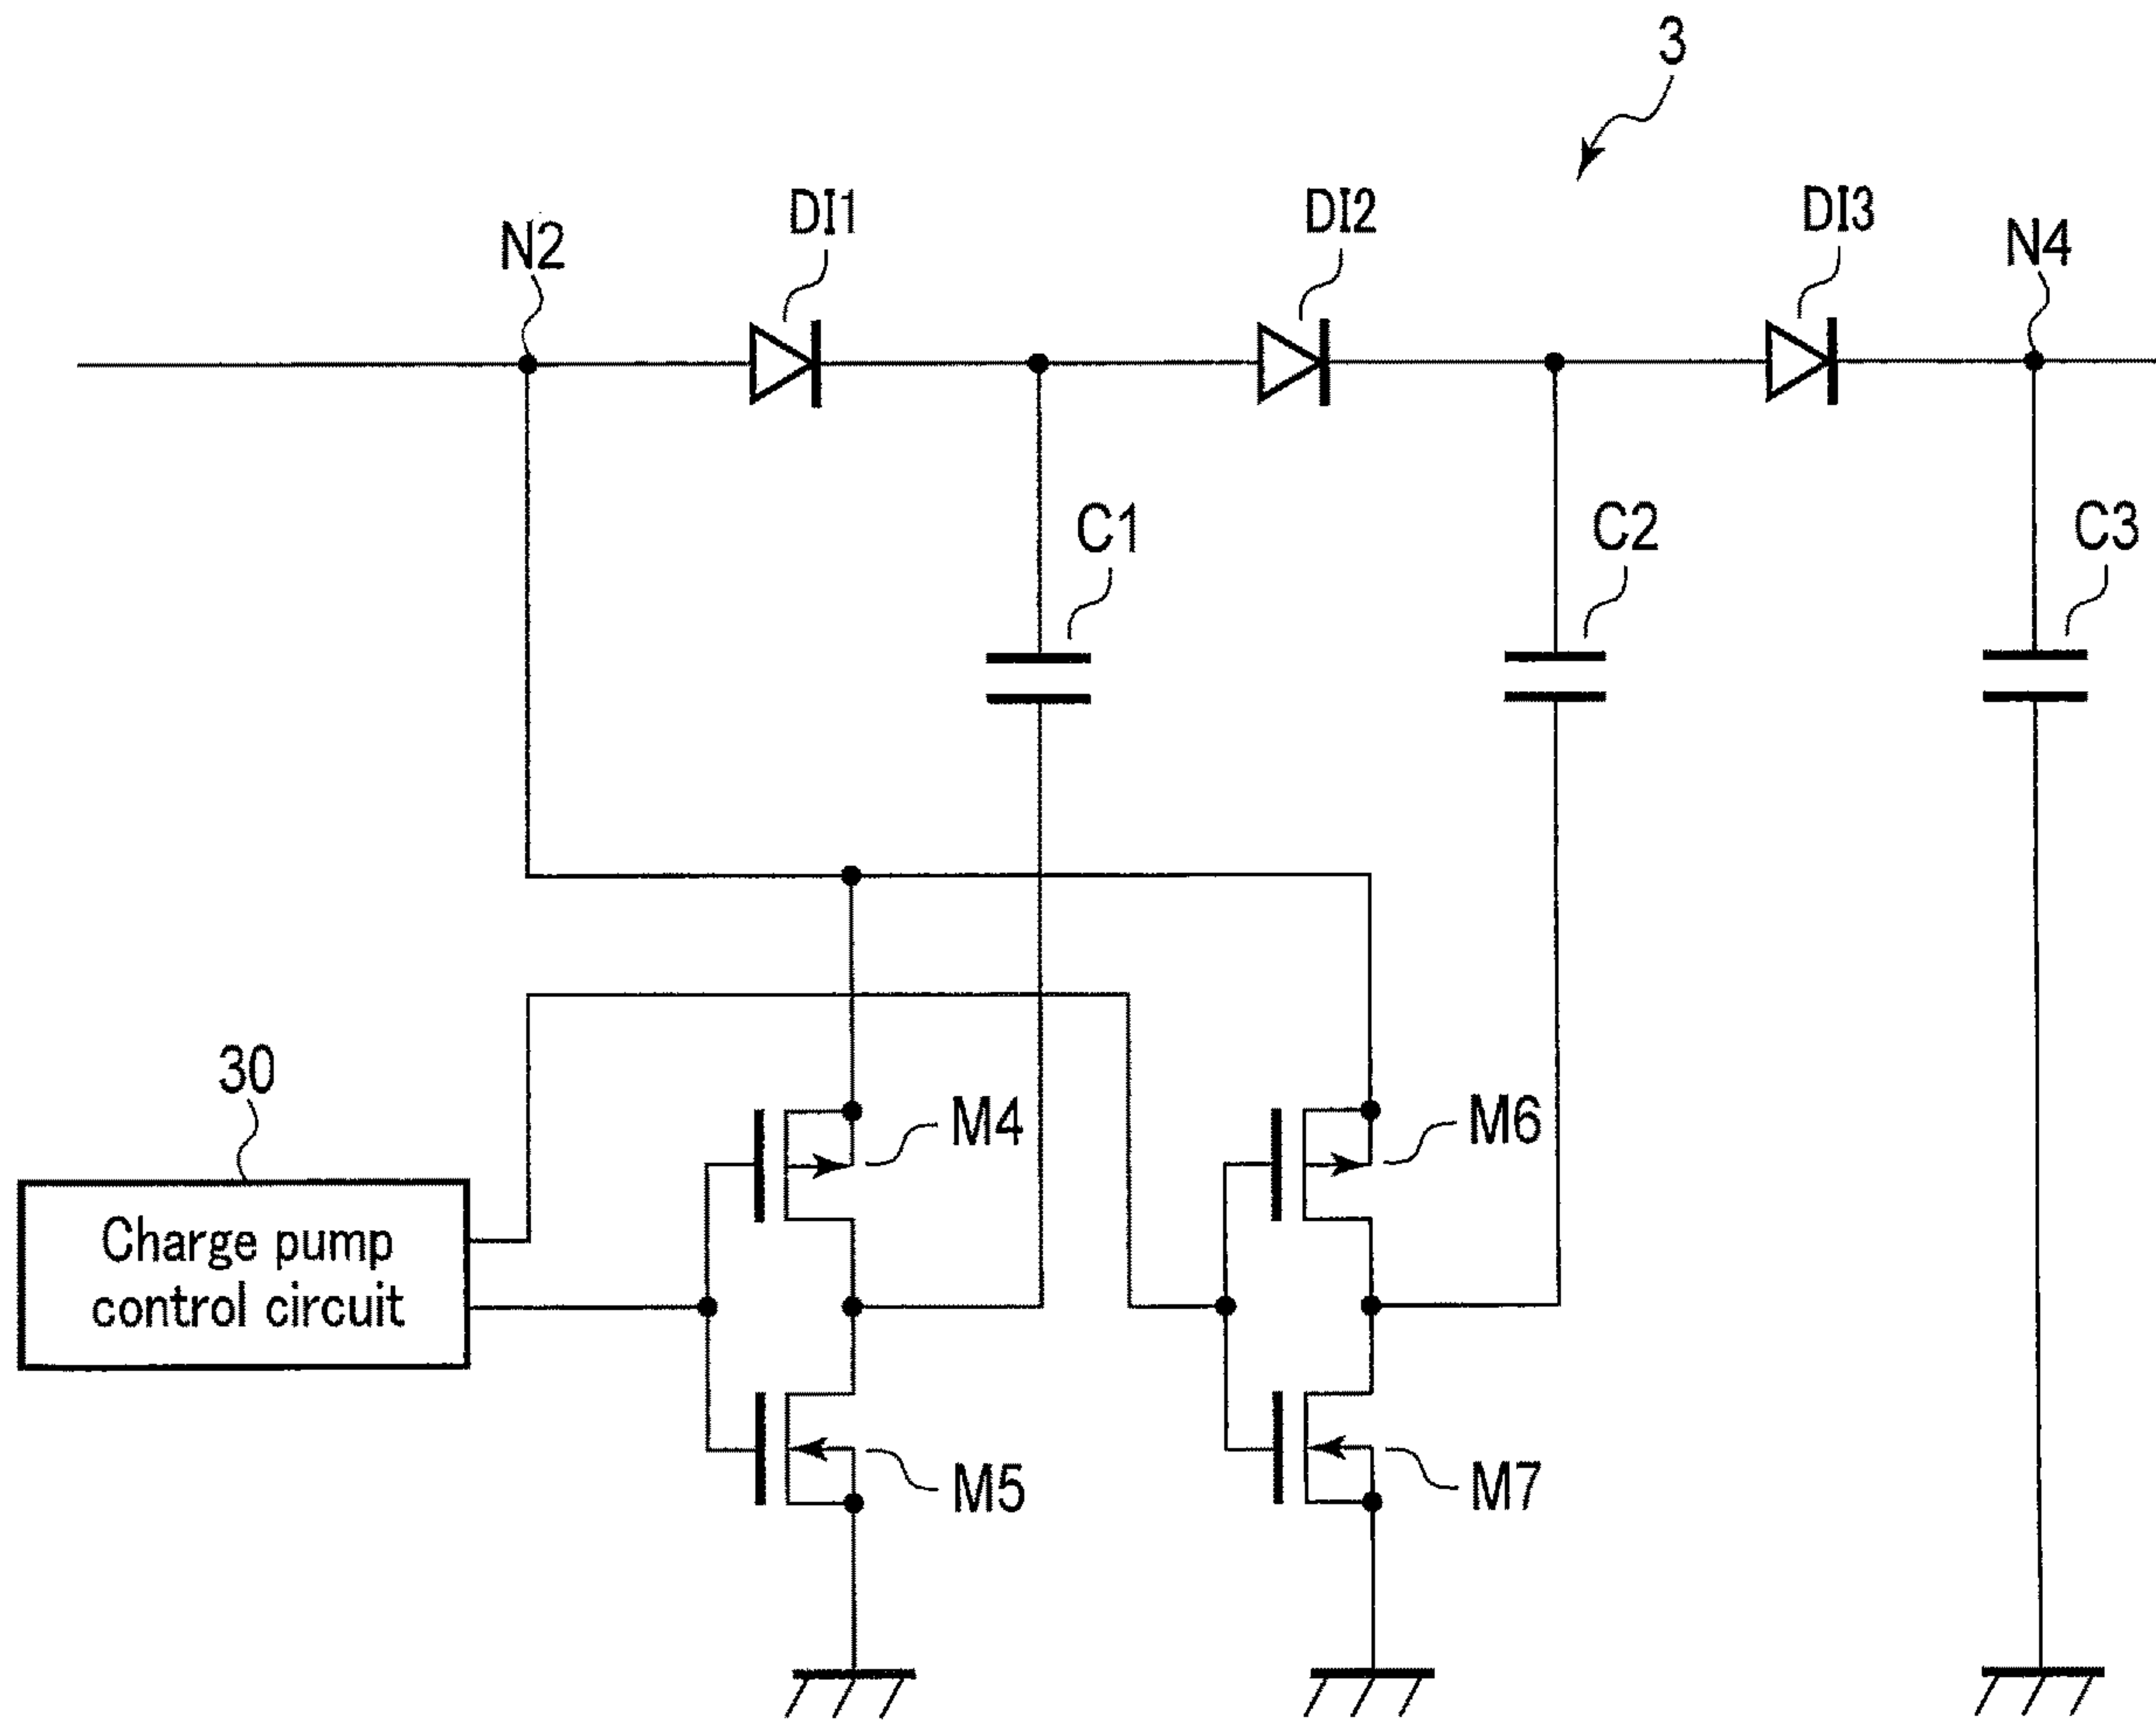 3
DI1
DI2
DI3
N2
N4
C1
C2
C3
30
M4
M6
Charge pump
control circuit
M5
M7